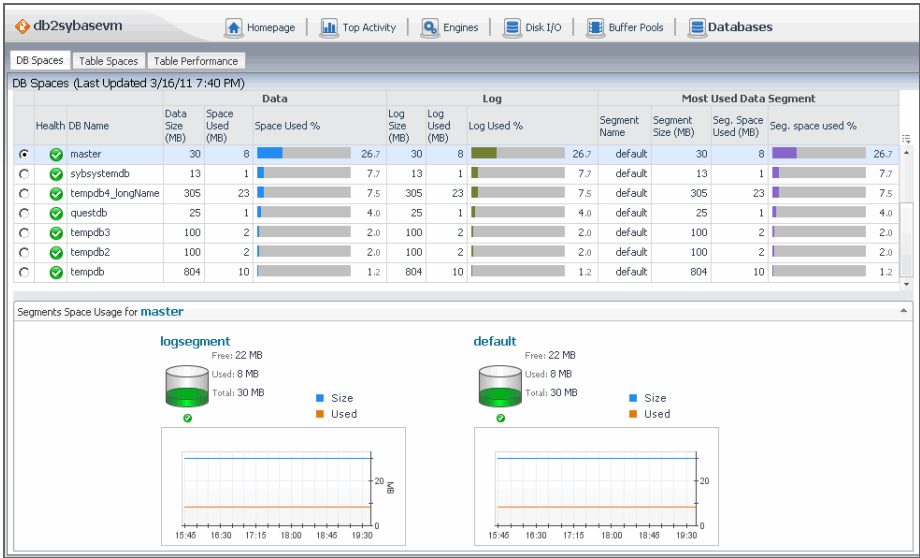 db2sybasevm Homepage Top Activity Engines Disk I/O Buffer Pools Databases
DB Spaces Table Spaces Table Performance
DB Spaces (Last Updated 3/16/11 7:40 PM)
Data Log Most Used Data Segment
Health DB Name Data Size (MB) Space Used (MB) Space Used % Log Size (MB) Log Used (MB) Log Used % Segment Name Segment Size (MB) Seg. Space Used (MB) Seg. space used %
master 30 8 26.7 30 8 26.7 default 30 8 26.7
sybsystemdb 13 1 7.7 13 1 7.7 default 13 1 7.7
tempdb4_longName 305 23 7.5 305 23 7.5 default 305 23 7.5
questdb 25 1 4.0 25 1 4.0 default 25 1 4.0
tempdb3 100 2 2.0 100 2 2.0 default 100 2 2.0
tempdb2 100 2 2.0 100 2 2.0 default 100 2 2.0
tempdb 804 10 1.2 804 10 1.2 default 804 10 1.2
Segments Space Usage for master
logsegment
Free: 22 MB
Used: 8 MB
Total: 30 MB
Size
Used
20
MB
0
15:45 16:30 17:15 18:00 18:45 19:30
default
Free: 22 MB
Used: 8 MB
Total: 30 MB
Size
Used
20
0
15:45 16:30 17:15 18:00 18:45 19:30